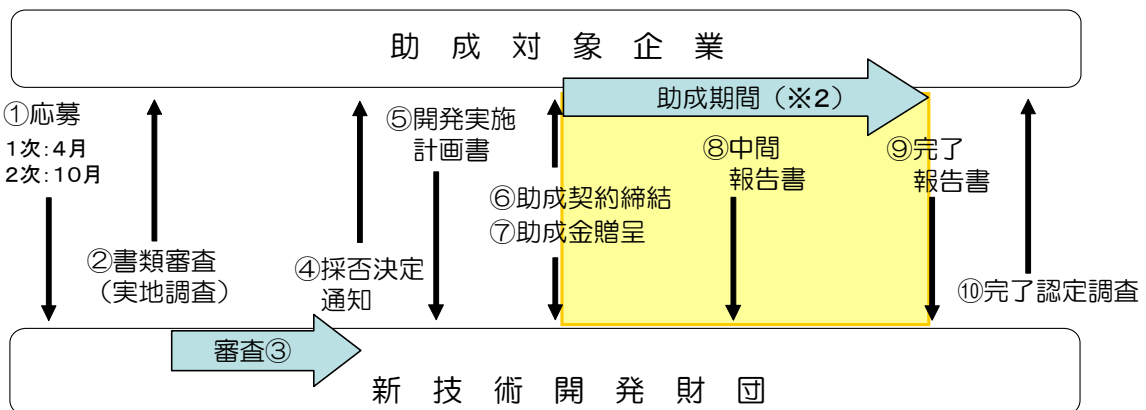 助成対象企業
助成期間（※2）
①応募
1次:4月
2次:10月
②書類審査
（実地調査）
審査③
④採否決定
通知
⑤開発実施
計画書
⑥助成契約締結
⑦助成金贈呈
⑧中間
報告書
⑨完了
報告書
⑩完了認定調査
新技術開発財団